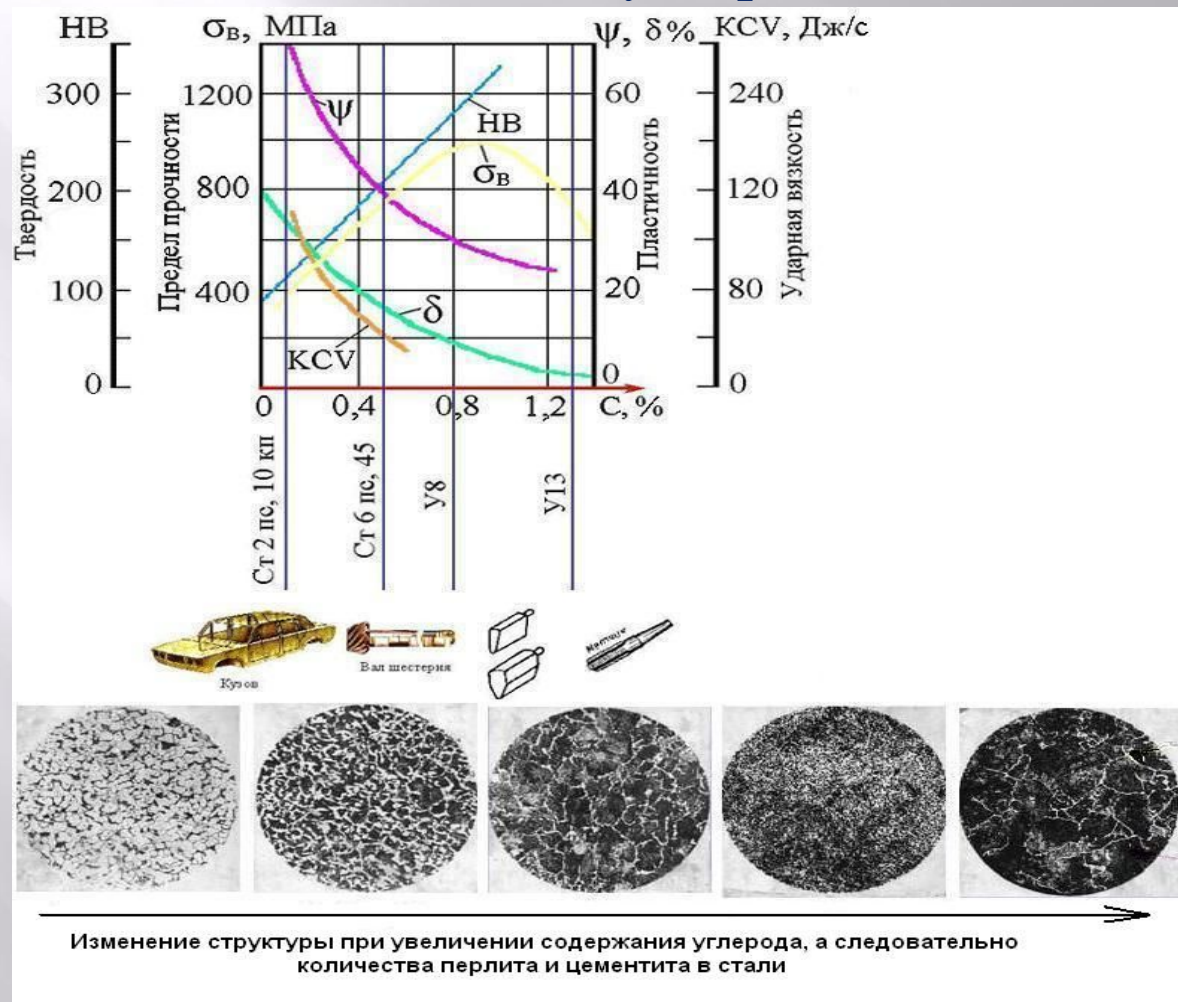 HB σв, МПа ψ, δ% KCV, Дж/с
300 1200 60 240
200 800 40 120
100 400 20 80
0 0 0
Твердость
Предел прочности
Пластичность
Ударная вязкость
ψ
HB
σв
δ
KCV
0 0,4 0,8 1,2 С, %
Ст 2 пс, 10 кп
Ст 6 пс, 45
У8
У13
Кузов
Вал шестерня
Метчик
Изменение структуры при увеличении содержания углерода, а следовательно
количества перлита и цементита в стали